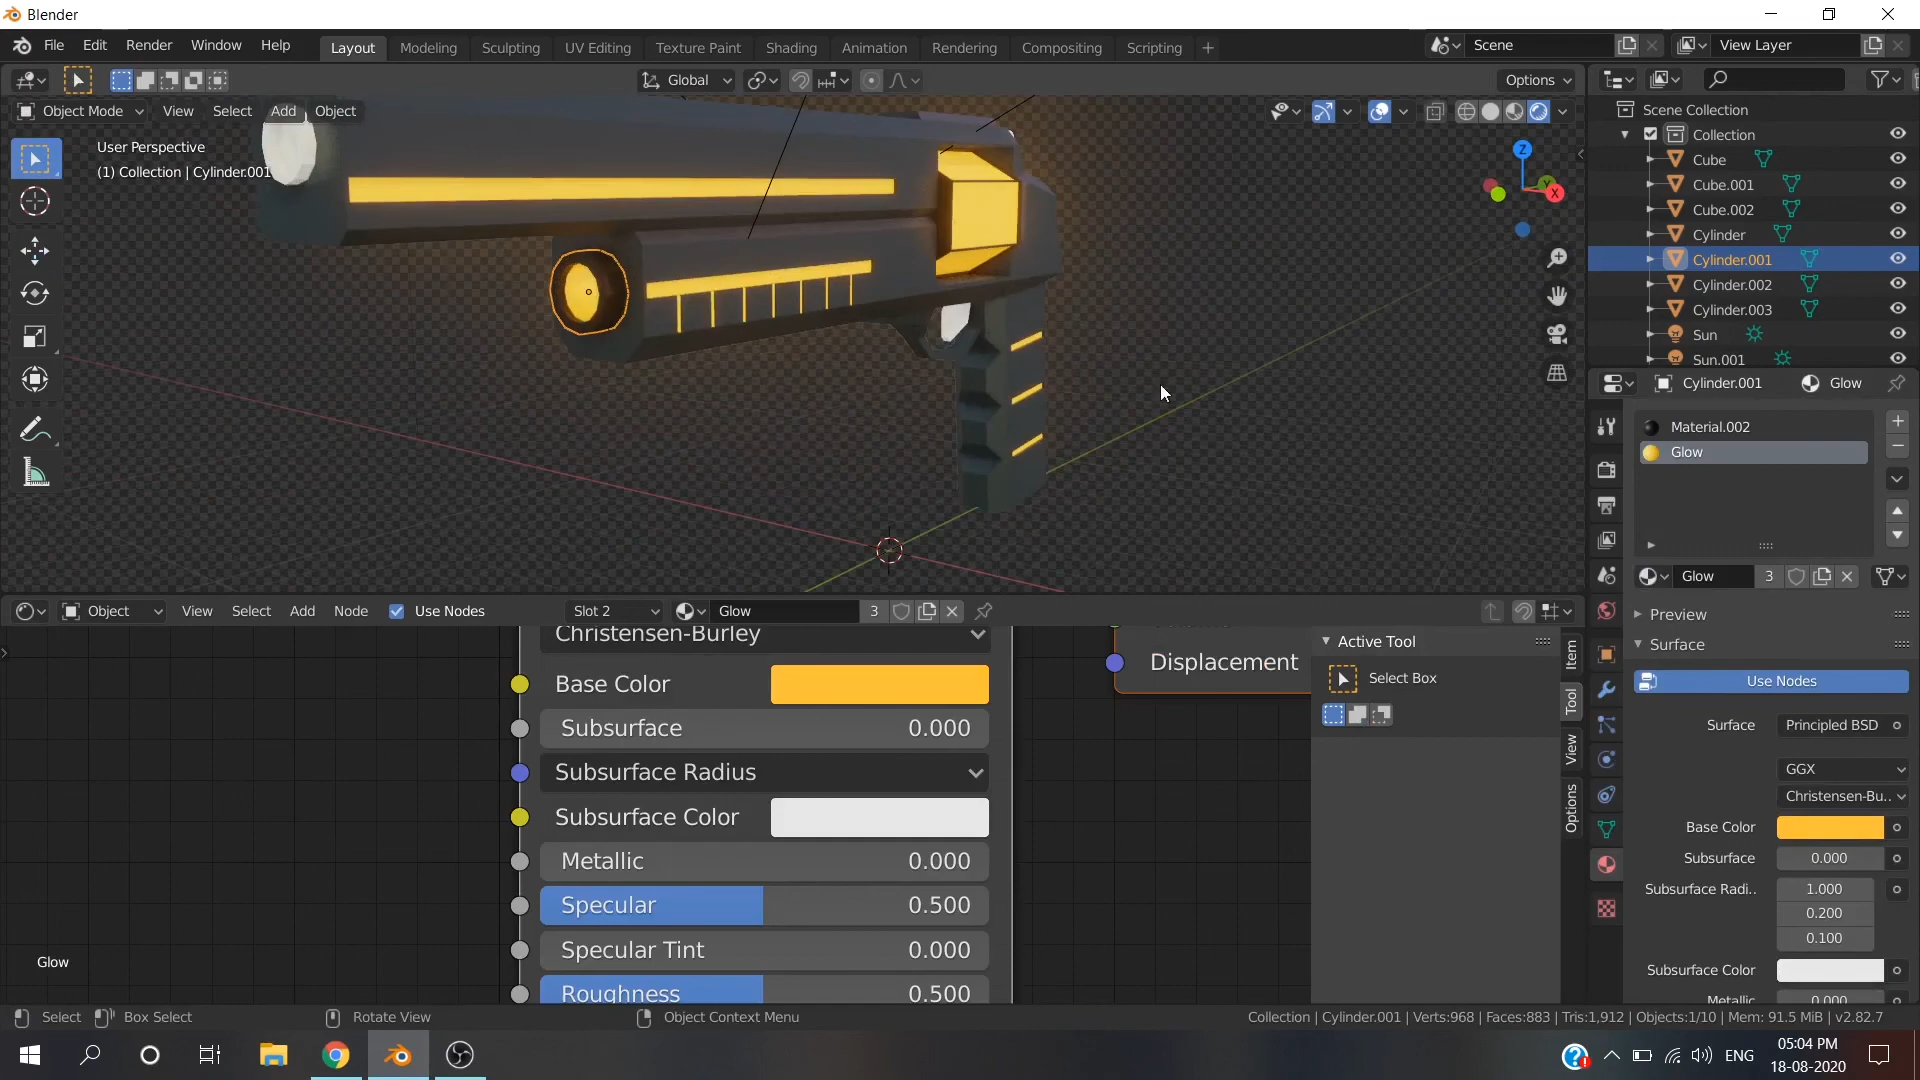 Blender
File Edit Render Window Help Layout Modeling Sculpting UV Editing Texture Paint Shading Animation Rendering Compositing Scripting + Scene View Layer
Global Options
Object Mode View Select Add Object
User Perspective
(1) Collection | Cylinder.001
Z
Y
X
Scene Collection
Collection
Cube
Cube.001
Cube.002
Cylinder
Cylinder.001
Cylinder.002
Cylinder.003
Sun
Sun.001
Cylinder.001 Glow
Material.002
Glow
Glow 3
Preview
Surface
Use Nodes
Surface Principled BSD
GGX
Christensen-Bu..
Base Color
Subsurface 0.000
Subsurface Radi.. 1.000
0.200
0.100
Subsurface Color
Metallic 0.000
Object View Select Add Node Use Nodes Slot 2 Glow 3
Christensen-Burley
Base Color
Subsurface 0.000
Subsurface Radius
Subsurface Color
Metallic 0.000
Specular 0.500
Specular Tint 0.000
Roughness 0.500
Displacement
Active Tool
Select Box
Item
Tool
View
Options
Glow
Select Box Select Rotate View Object Context Menu Collection | Cylinder.001 | Verts:968 | Faces:883 | Tris:1,912 | Objects:1/10 | Mem: 91.5 MiB | v2.82.7
ENG
05:04 PM
18-08-2020